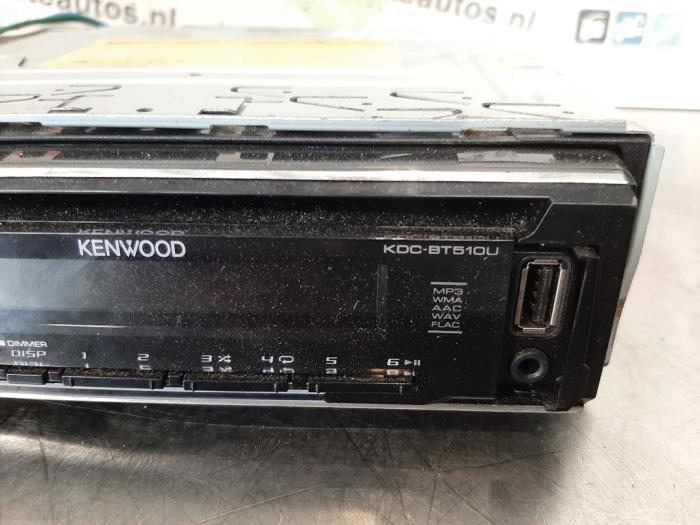 autos.nl
KENWOOD
KDC-BT510U
MP3
WMA
AAC
WAV
FLAC
DIMMER
DISP 1 2 3 4 5 6